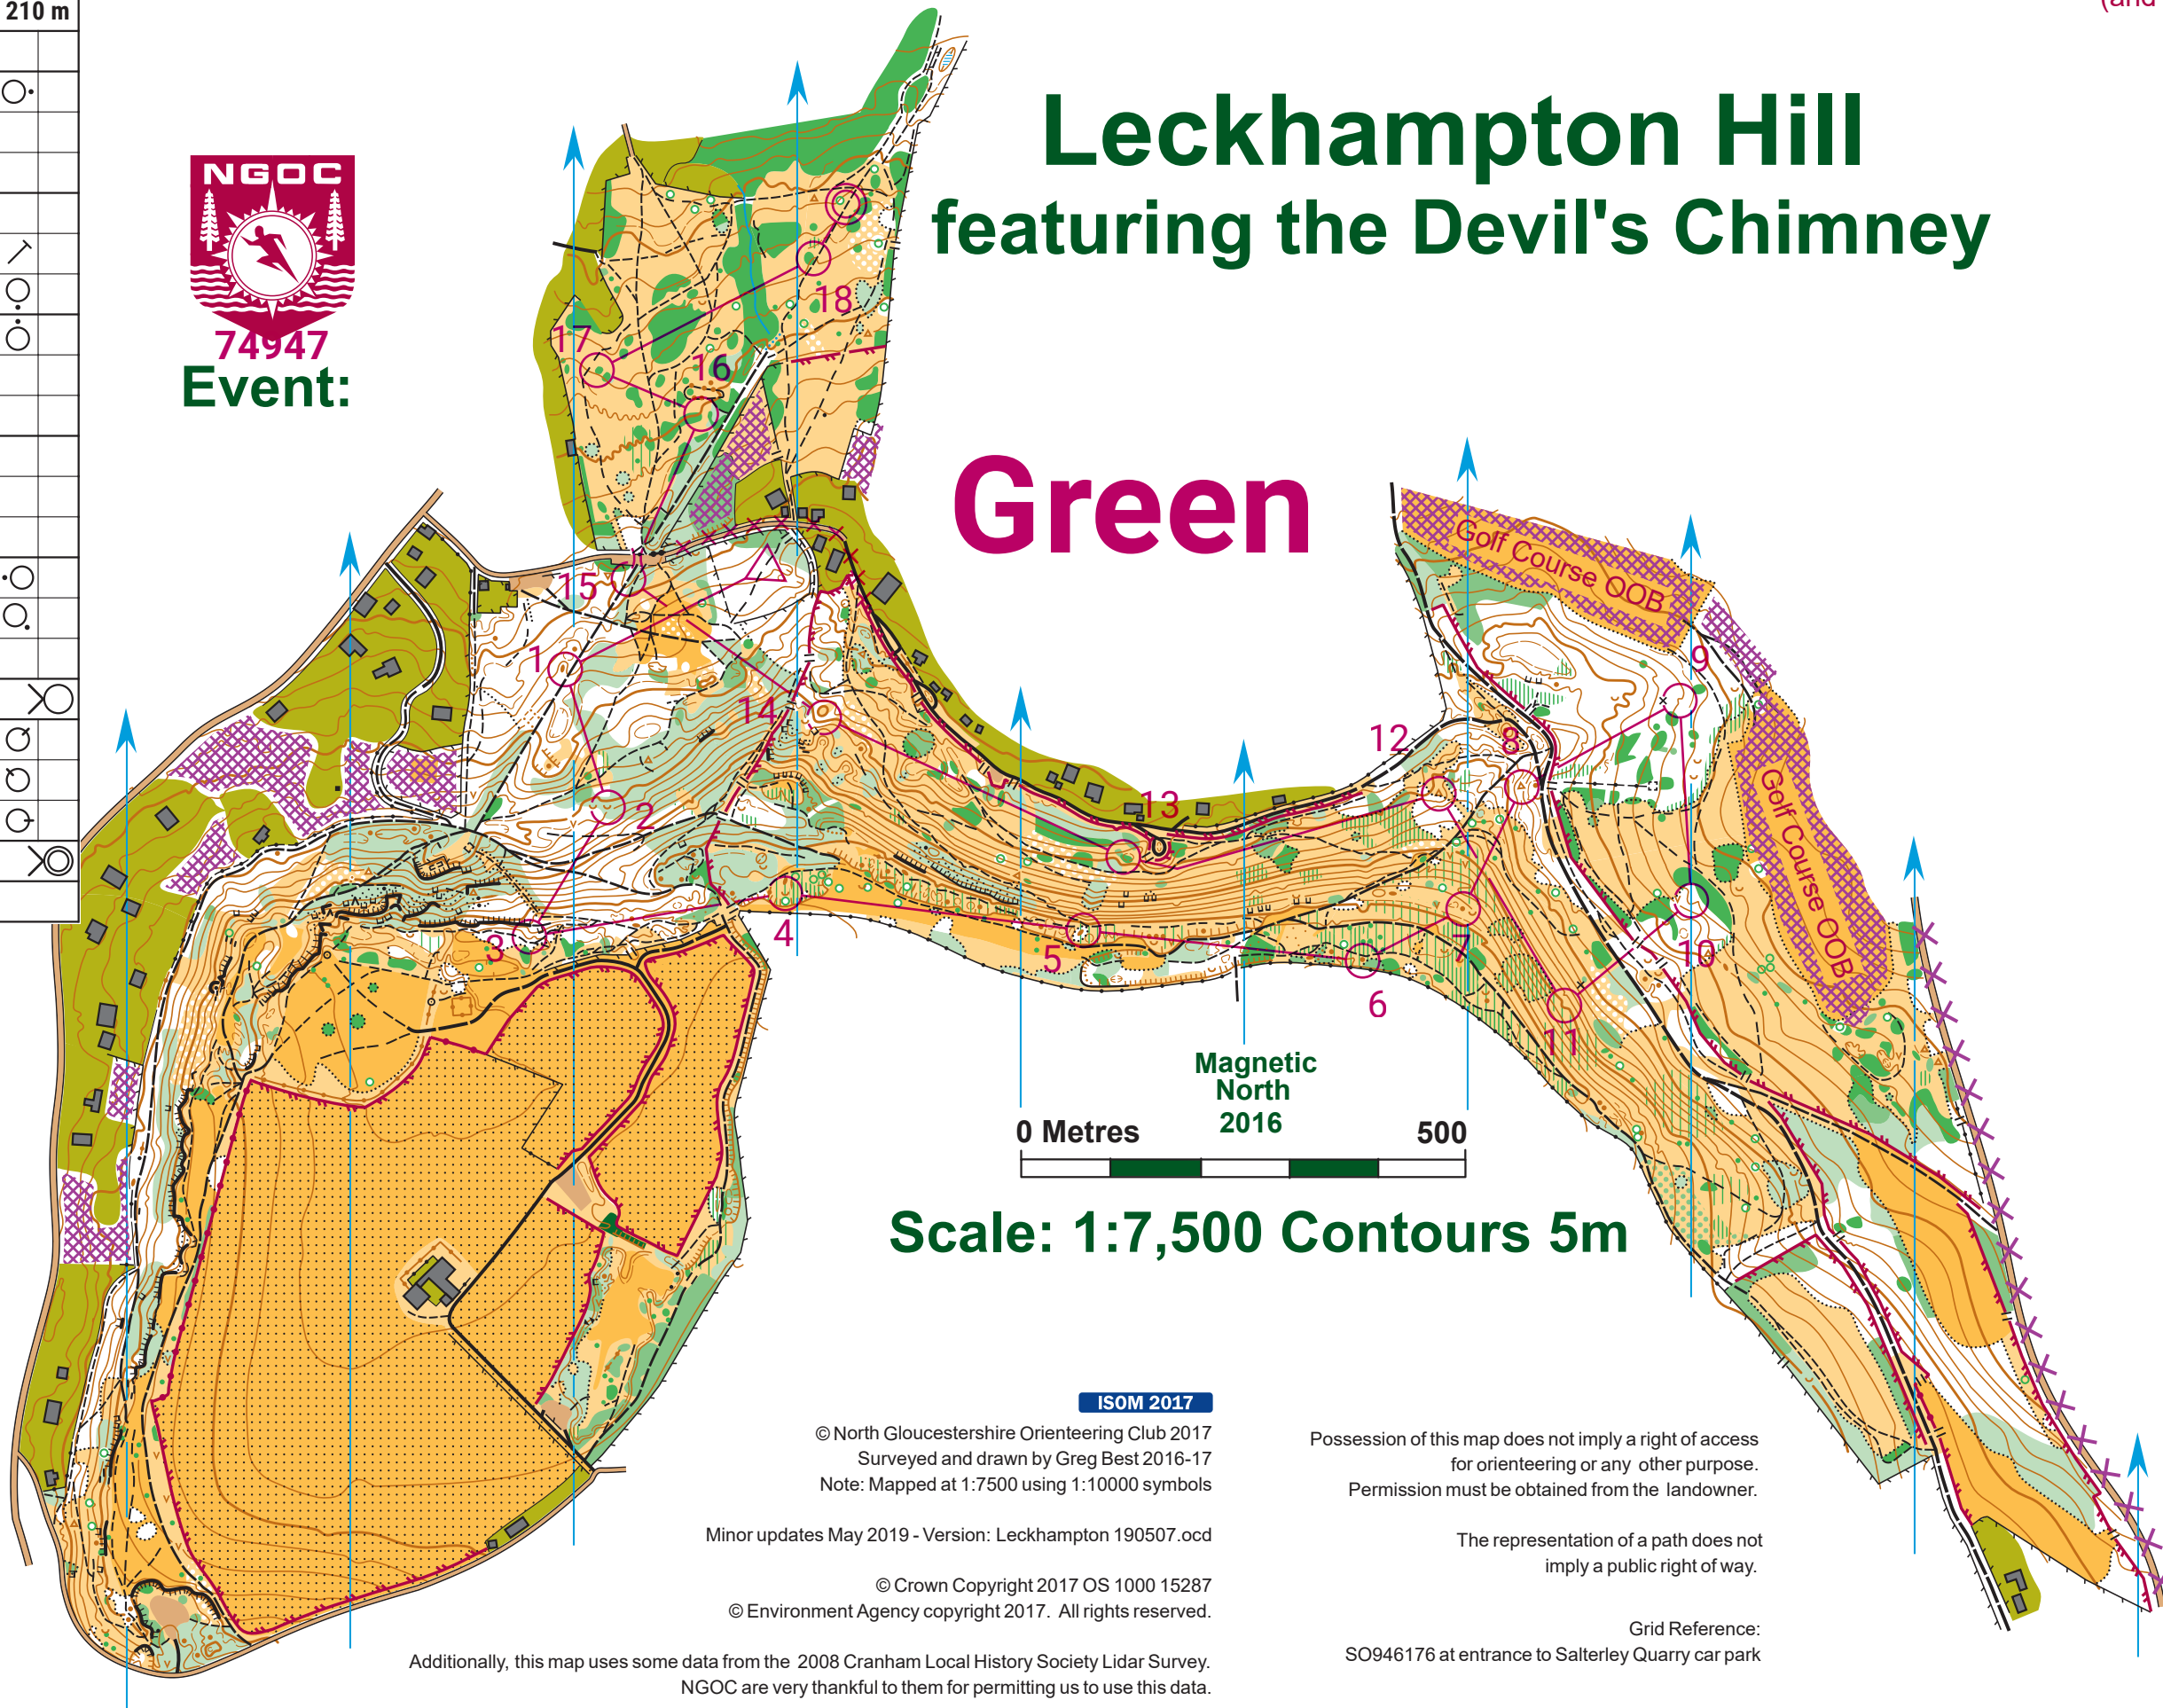 210 m
(and
NGOC
74947
Event:
Leckhampton Hill
featuring the Devil's Chimney
Green
Golf Course OOB
Golf Course OOB
17
18
16
15
1
14
2
3
4
5
6
7
8
9
10
11
12
13
Magnetic
North
2016
0 Metres 500
Scale: 1:7,500 Contours 5m
ISOM 2017
© North Gloucestershire Orienteering Club 2017
Surveyed and drawn by Greg Best 2016-17
Note: Mapped at 1:7500 using 1:10000 symbols
Minor updates May 2019 - Version: Leckhampton 190507.ocd
© Crown Copyright 2017 OS 1000 15287
© Environment Agency copyright 2017. All rights reserved.
Additionally, this map uses some data from the 2008 Cranham Local History Society Lidar Survey.
NGOC are very thankful to them for permitting us to use this data.
Possession of this map does not imply a right of access
for orienteering or any other purpose.
Permission must be obtained from the landowner.
The representation of a path does not
imply a public right of way.
Grid Reference:
SO946176 at entrance to Salterley Quarry car park